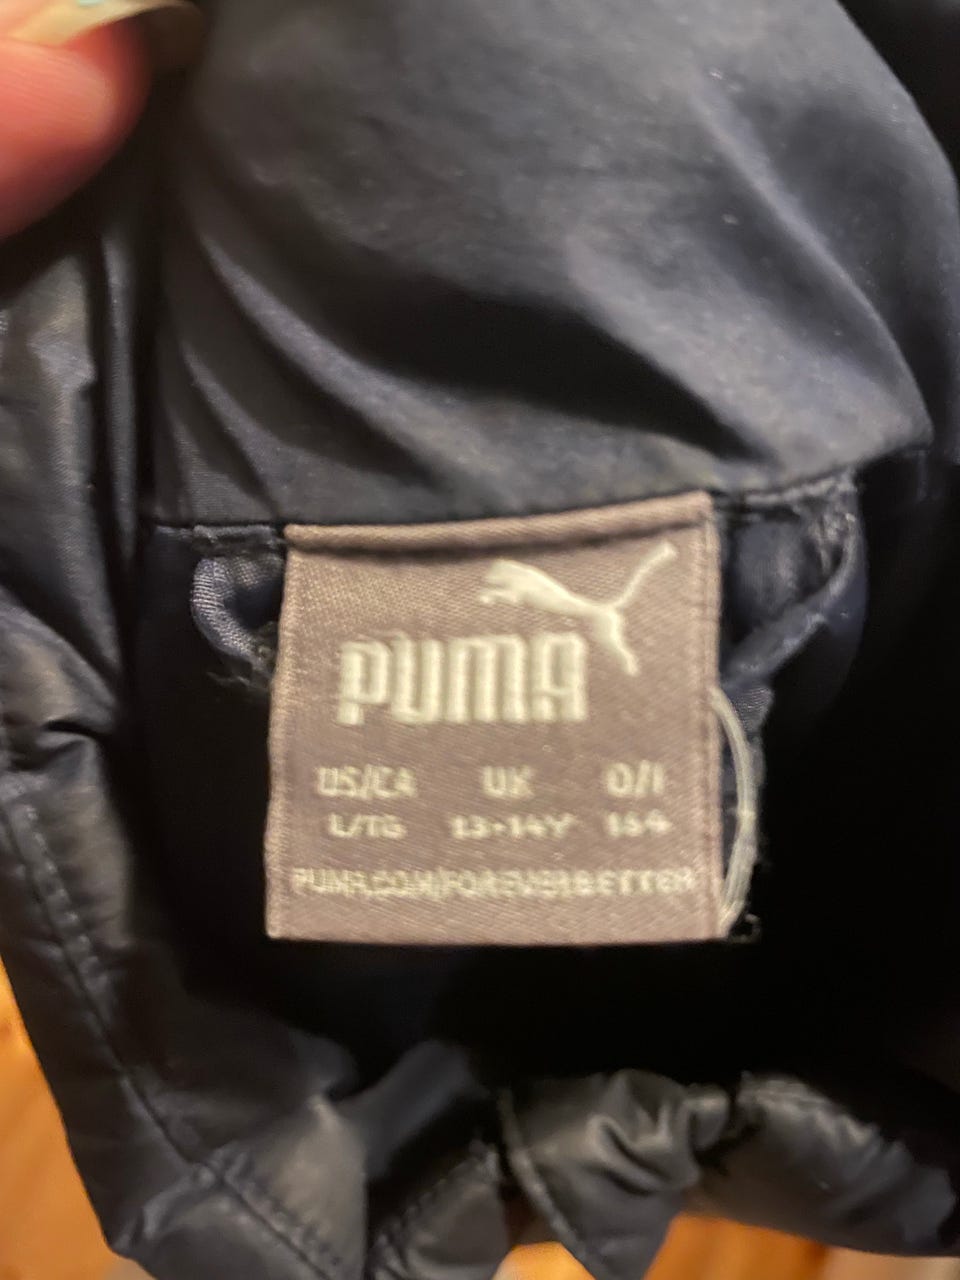 PUMA
US/CA UK O/I
L/TG 13-14Y 164
PUMA.COM/FOREVERBETTER